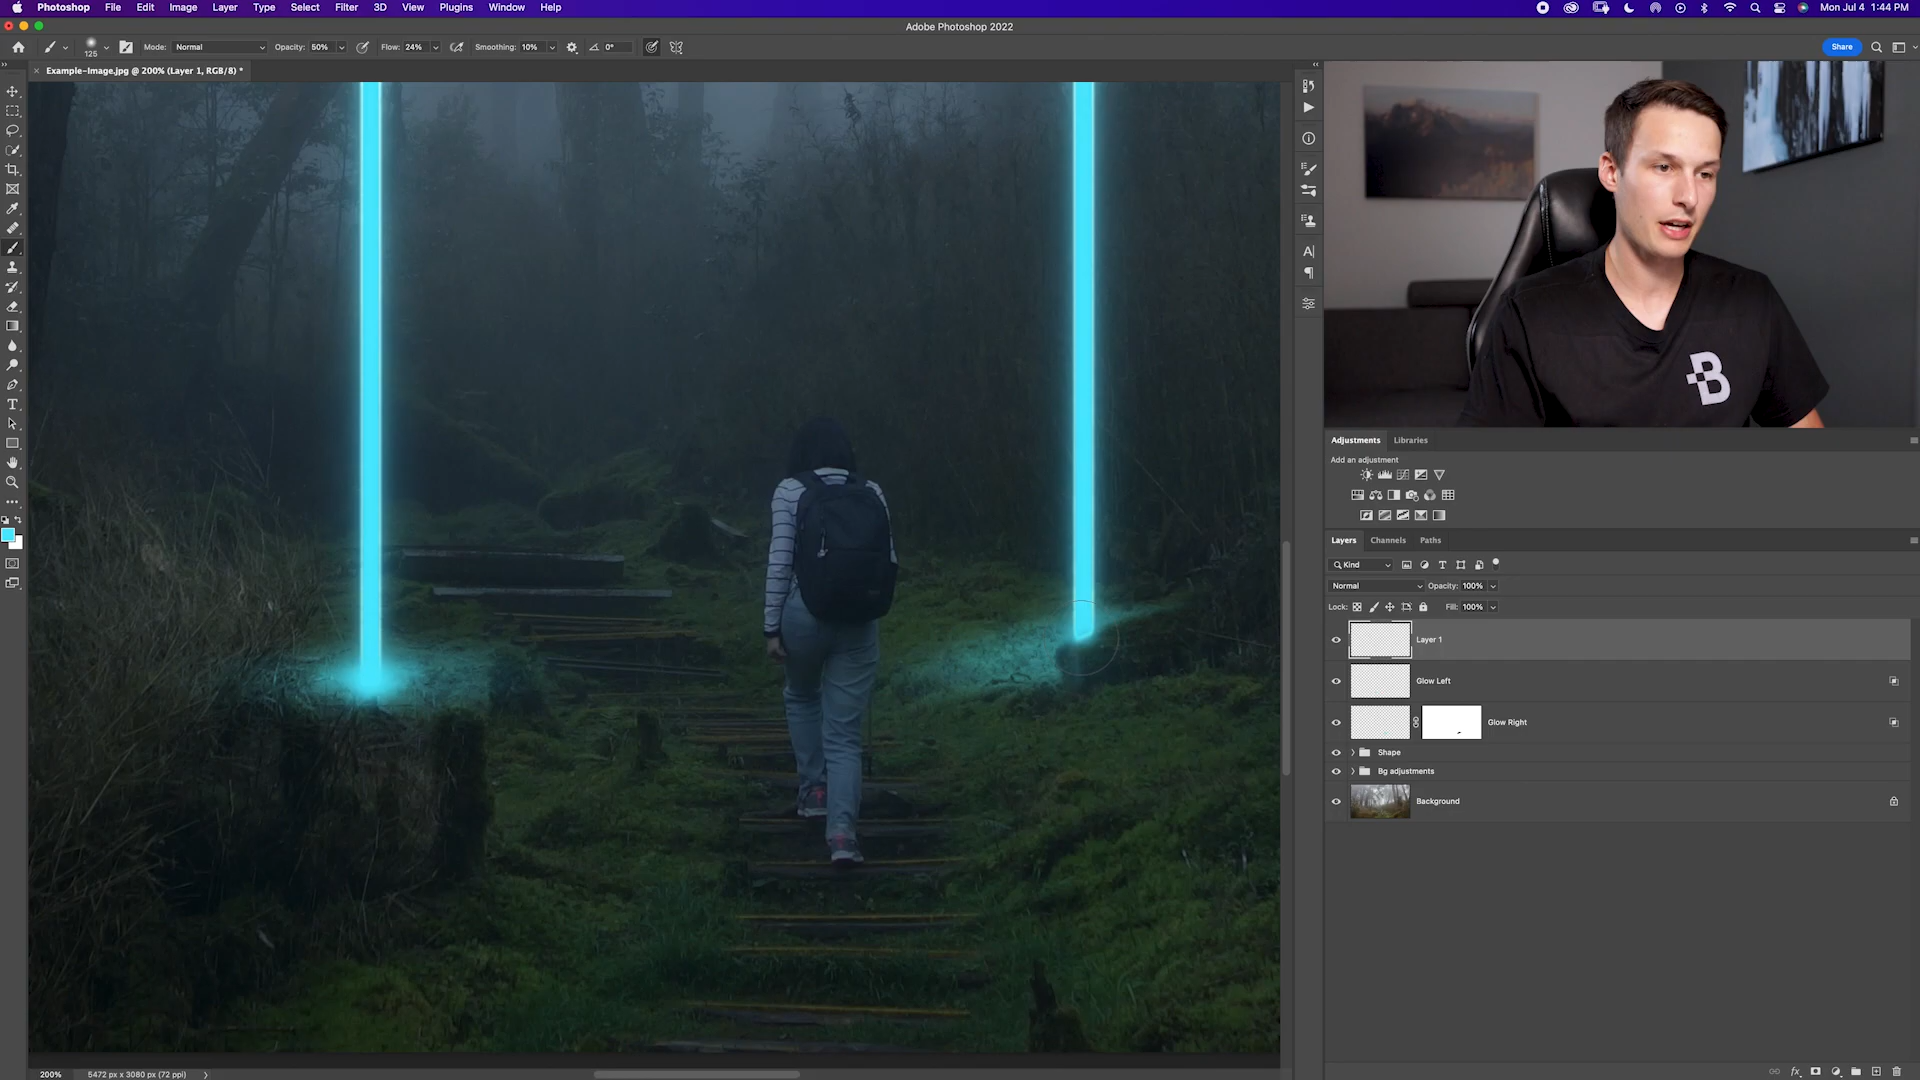 Photoshop File Edit Image Layer Type Select Filter 3D View Plugins Window Help Mon Jul 4 1:44 PM
Adobe Photoshop 2022
125 Mode: Normal Opacity: 50% Flow: 24% Smoothing: 10% 0° Share
Example-Image.jpg @ 200% (Layer 1, RGB/8) *
B
Adjustments Libraries
Add an adjustment
Layers Channels Paths
Kind
Normal Opacity: 100%
Lock: Fill: 100%
Layer 1
Glow Left
Glow Right
Shape
Bg adjustments
Background
200% 5472 px x 3080 px (72 ppi)